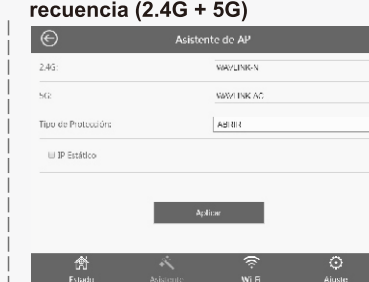 recuencia (2.4G + 5G)
Asistente de AP
2.4G: WAVLINK-N
5G: WAVLINK-AC
Tipo de Protección: ABRIR
IP Estático
Aplicar
Estado Asistente Wi-Fi Ajuste